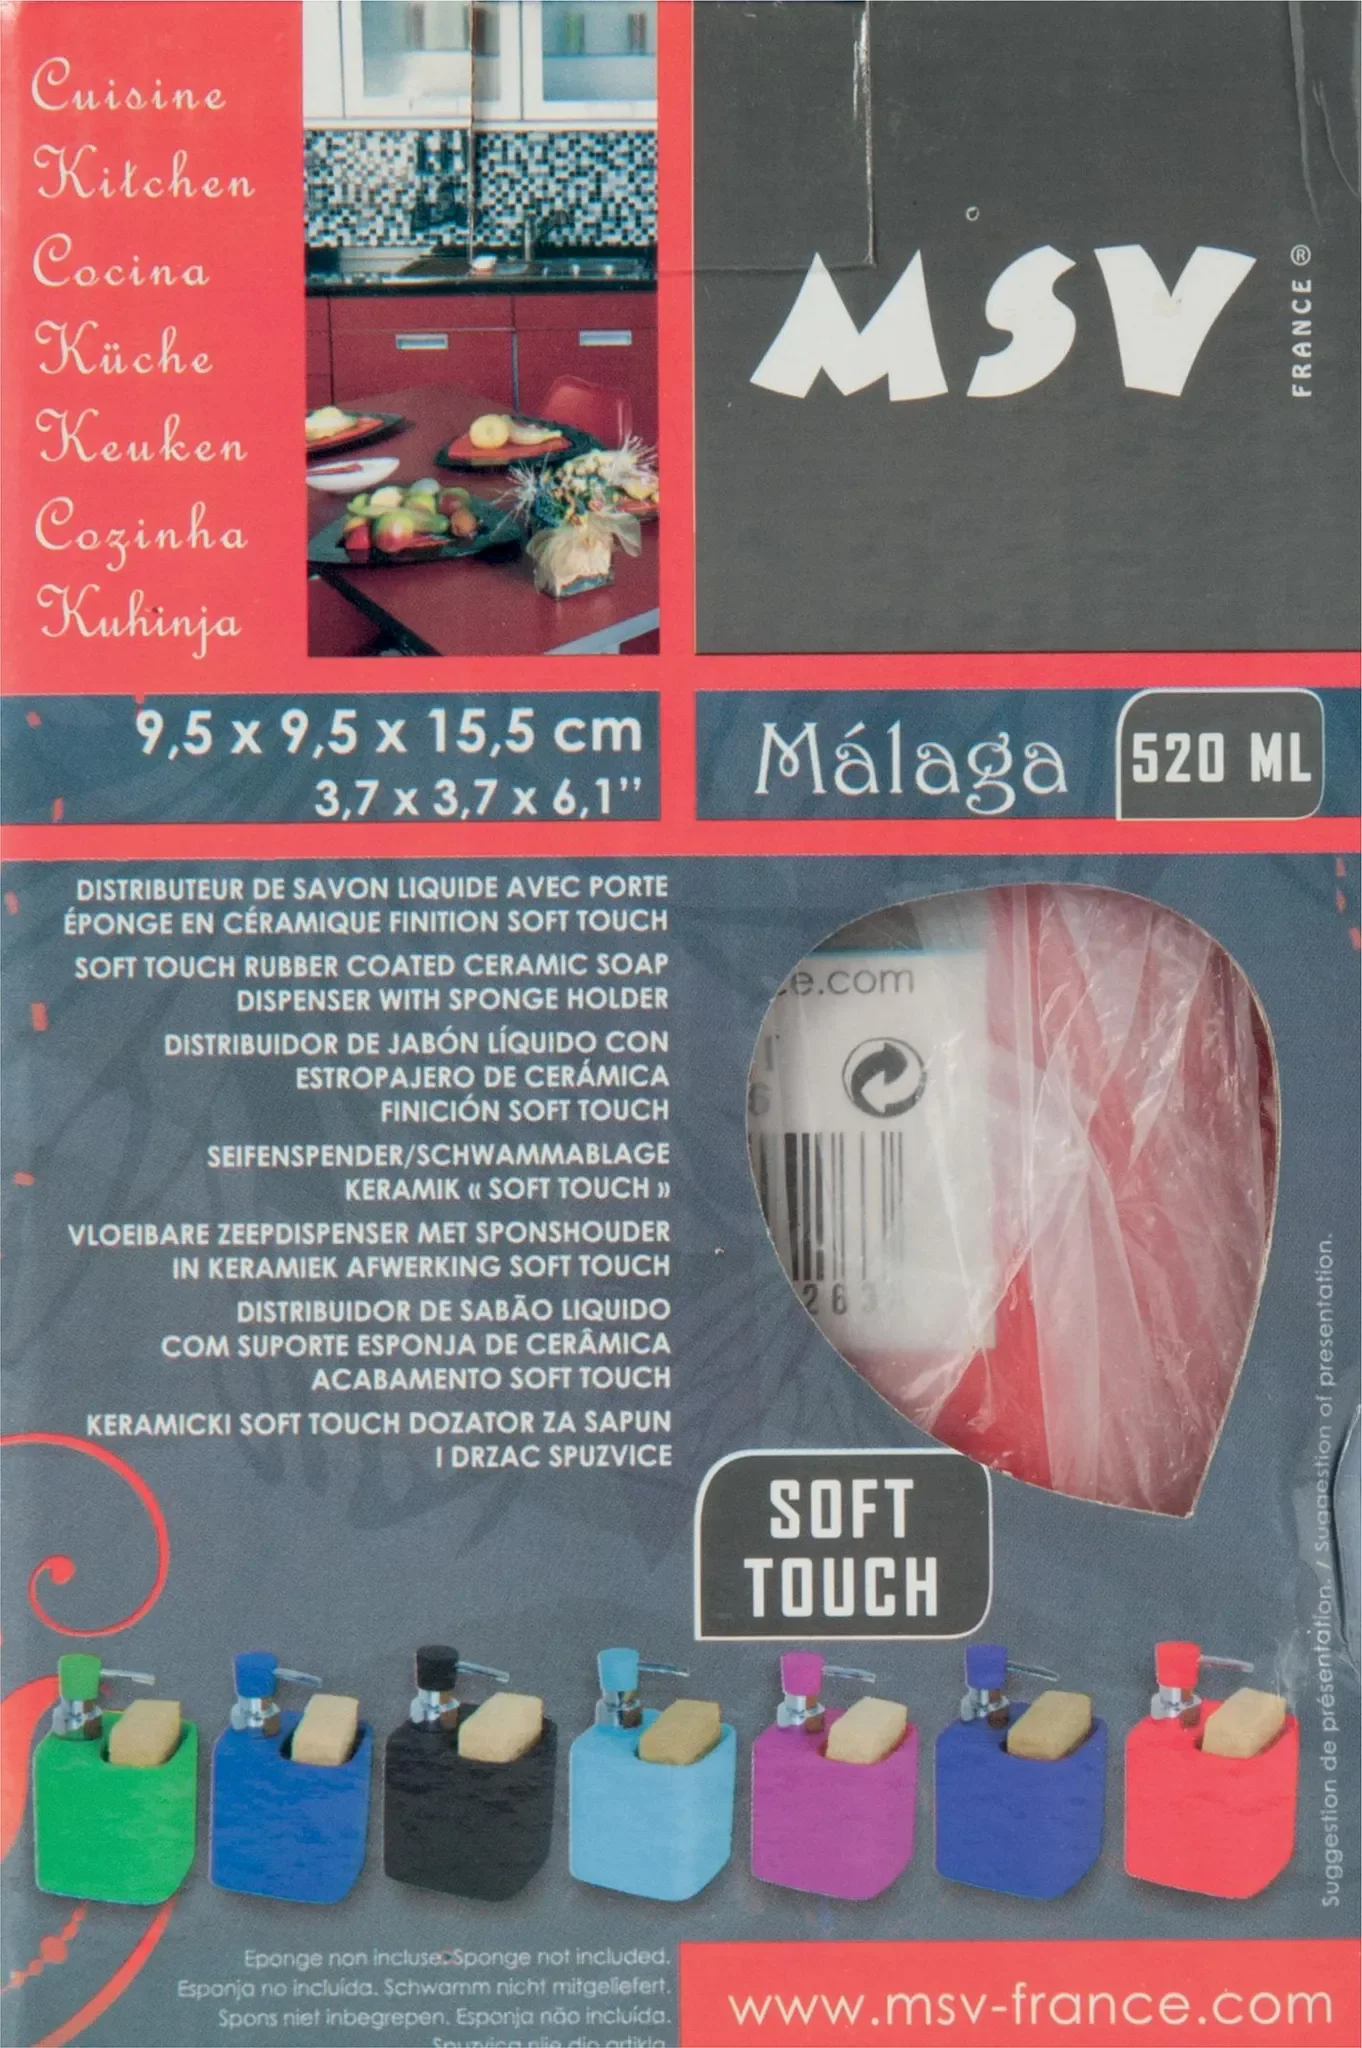 Cuisine
Kitchen
Cocina
Küche
Keuken
Cozinha
Kuhinja
MSV
FRANCE ®
9,5 x 9,5 x 15,5 cm
3,7 x 3,7 x 6,1’’
Málaga
520 ML
DISTRIBUTEUR DE SAVON LIQUIDE AVEC PORTE
ÉPONGE EN CÉRAMIQUE FINITION SOFT TOUCH
SOFT TOUCH RUBBER COATED CERAMIC SOAP
DISPENSER WITH SPONGE HOLDER
DISTRIBUIDOR DE JABÓN LÍQUIDO CON
ESTROPAJERO DE CERÁMICA
FINICIÓN SOFT TOUCH
SEIFENSPENDER/SCHWAMMABLAGE
KERAMIK « SOFT TOUCH »
VLOEIBARE ZEEPDISPENSER MET SPONSHOUDER
IN KERAMIEK AFWERKING SOFT TOUCH
DISTRIBUIDOR DE SABÃO LIQUIDO
COM SUPORTE ESPONJA DE CERÂMICA
ACABAMENTO SOFT TOUCH
KERAMICKI SOFT TOUCH DOZATOR ZA SAPUN
I DRZAC SPUZVICE
e.com
263
SOFT
TOUCH
Suggestion de présentation. / Suggestion of presentation.
Eponge non incluse. Sponge not included.
Esponja no incluída. Schwamm nicht mitgeliefert.
Spons niet inbegrepen. Esponja não incluída.
www.msv-france.com